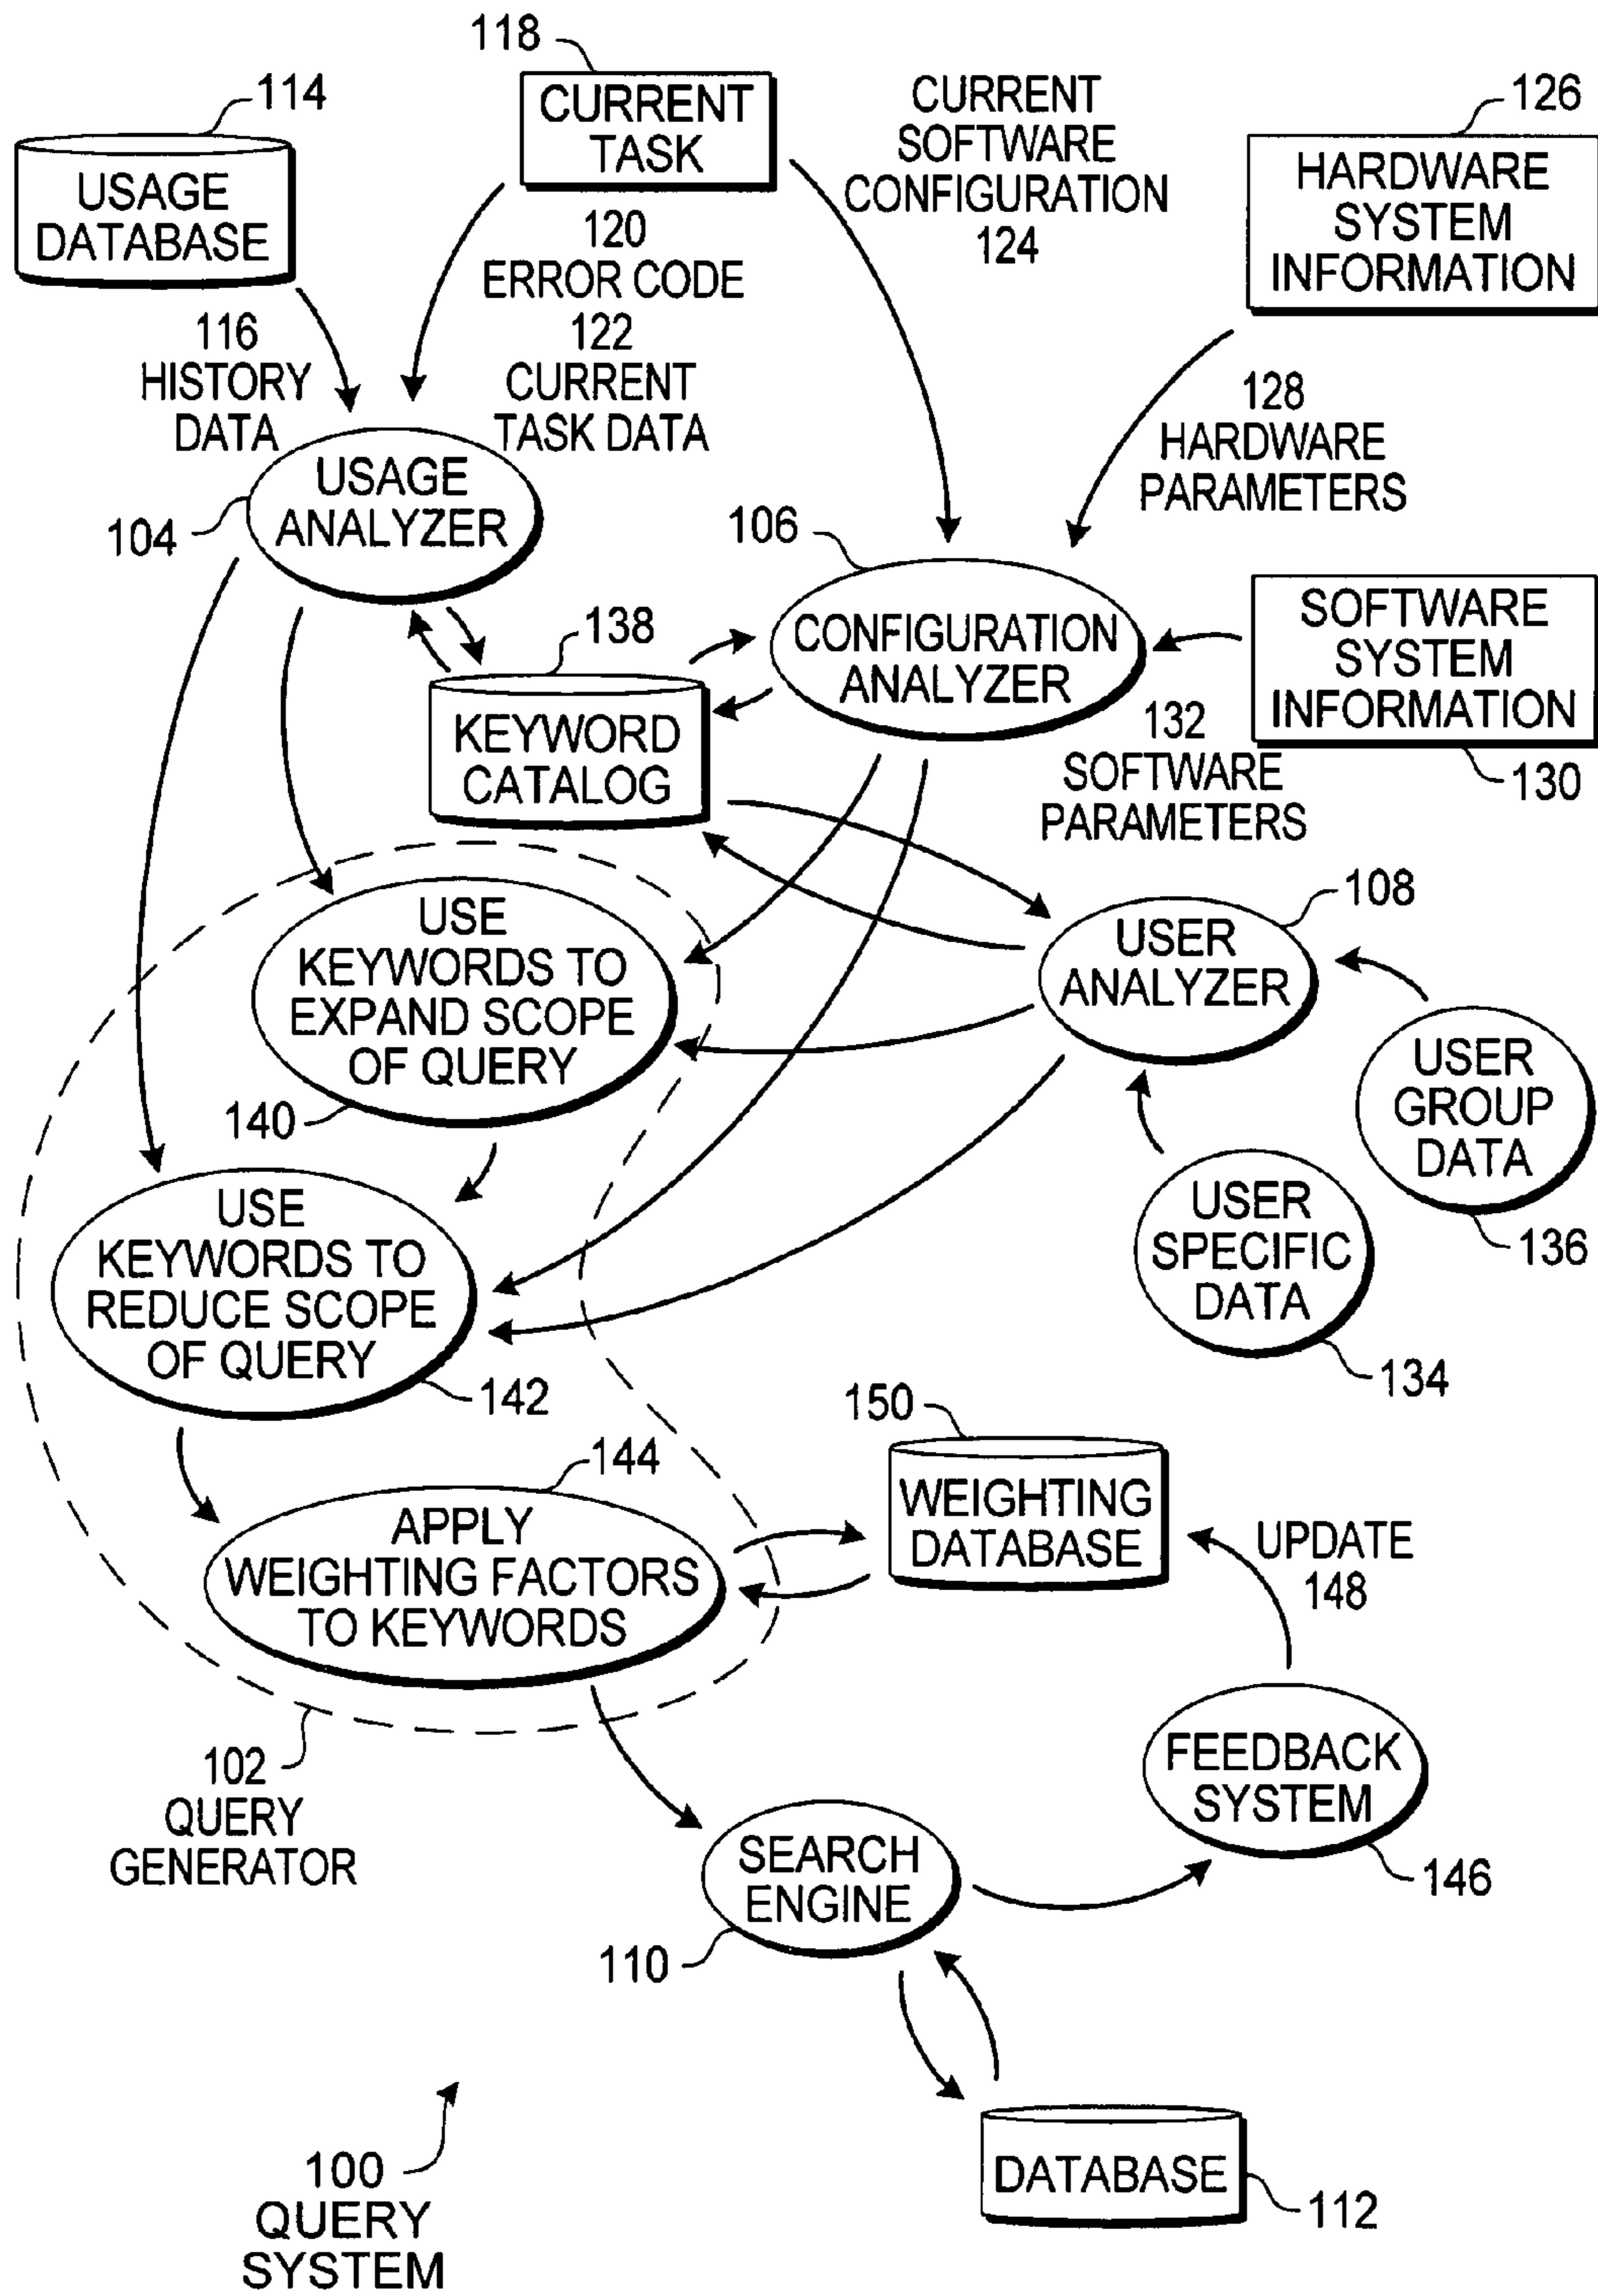 118
CURRENT
TASK
114
USAGE
DATABASE
CURRENT
SOFTWARE
CONFIGURATION
124
126
HARDWARE
SYSTEM
INFORMATION
120
ERROR CODE
122
CURRENT
TASK DATA
116
HISTORY
DATA
128
HARDWARE
PARAMETERS
104
USAGE
ANALYZER
106
CONFIGURATION
ANALYZER
SOFTWARE
SYSTEM
INFORMATION
130
132
SOFTWARE
PARAMETERS
138
KEYWORD
CATALOG
108
USER
ANALYZER
USE
KEYWORDS TO
EXPAND SCOPE
OF QUERY
140
USER
GROUP
DATA
136
USER
SPECIFIC
DATA
134
USE
KEYWORDS TO
REDUCE SCOPE
OF QUERY
142
150
WEIGHTING
DATABASE
144
APPLY
WEIGHTING FACTORS
TO KEYWORDS
UPDATE
148
102
QUERY
GENERATOR
FEEDBACK
SYSTEM
146
SEARCH
ENGINE
110
DATABASE
112
100
QUERY
SYSTEM